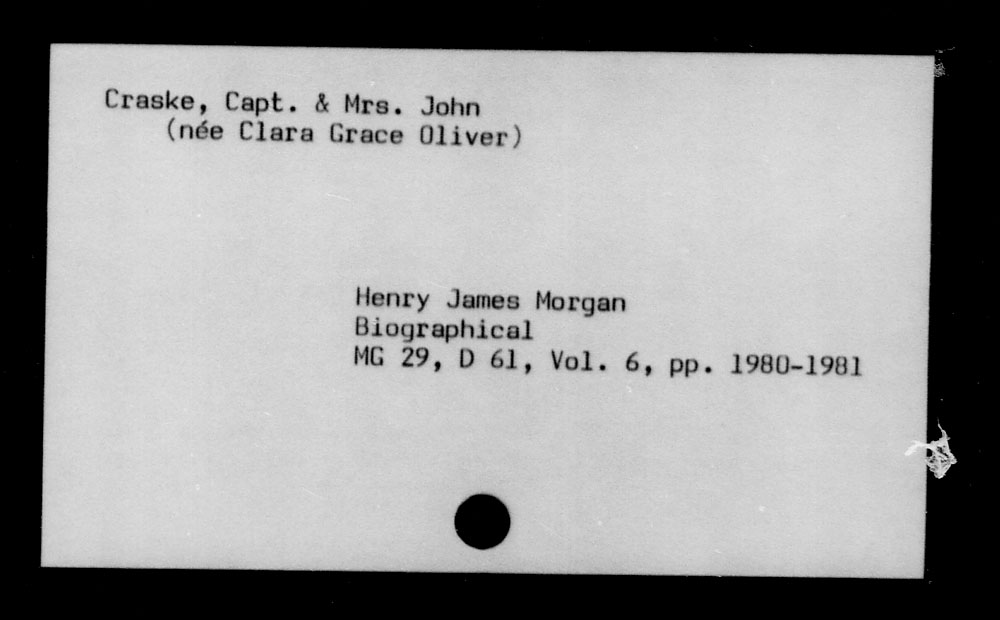 Craske, Capt. & Mrs. John
(née Clara Grace Oliver)
Henry James Morgan
Biographical
MG 29, D 61, Vol. 6, pp. 1980-1981